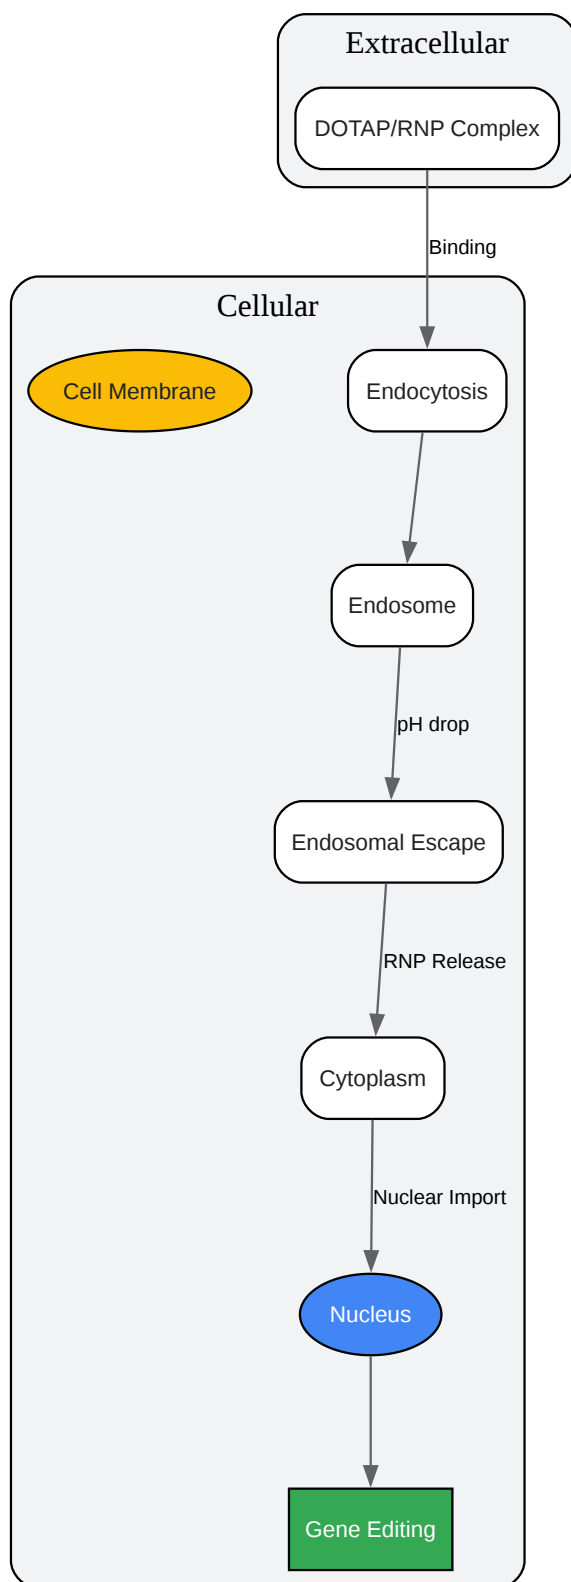 Extracellular
DOTAP/RNP Complex
Binding
Cellular
Cell Membrane
Endocytosis
Endosome
pH drop
Endosomal Escape
RNP Release
Cytoplasm
Nuclear Import
Nucleus
Gene Editing